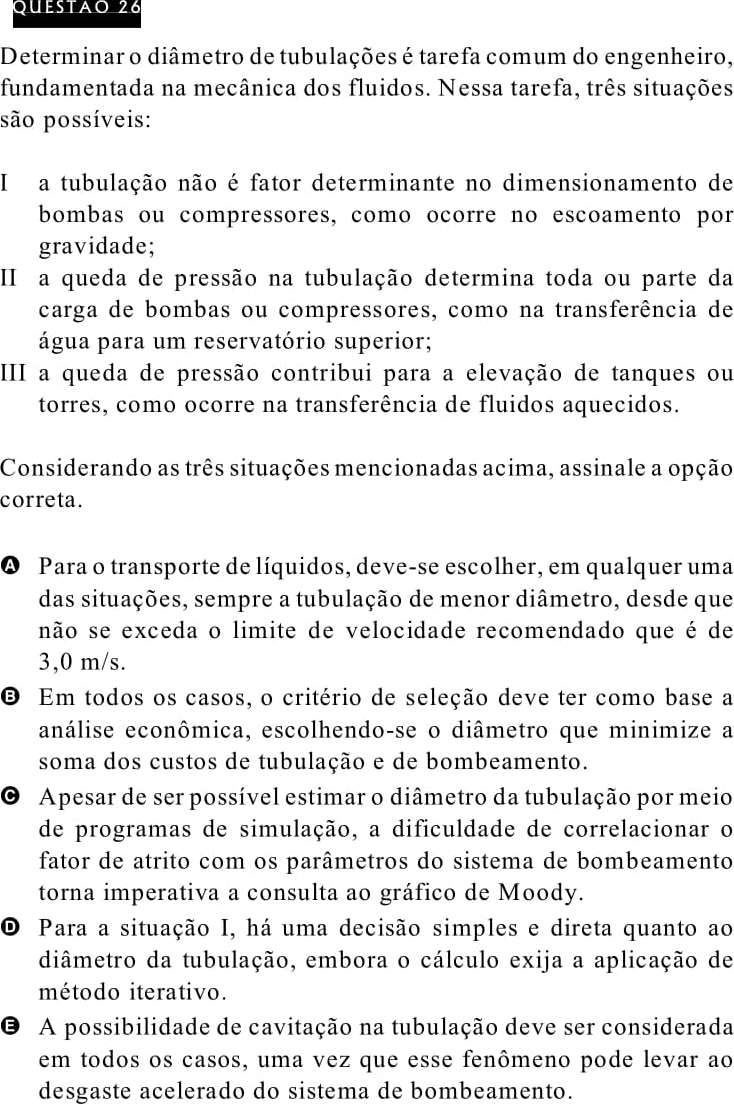 QUESTÃO 26
Determinar o diâmetro de tubulações é tarefa comum do engenheiro,
fundamentada na mecânica dos fluidos. Nessa tarefa, três situações
são possíveis:
I a tubulação não é fator determinante no dimensionamento de
bombas ou compressores, como ocorre no escoamento por
gravidade;
II a queda de pressão na tubulação determina toda ou parte da
carga de bombas ou compressores, como na transferência de
água para um reservatório superior;
III a queda de pressão contribui para a elevação de tanques ou
torres, como ocorre na transferência de fluidos aquecidos.
Considerando as três situações mencionadas acima, assinale a opção
correta.
A Para o transporte de líquidos, deve-se escolher, em qualquer uma
das situações, sempre a tubulação de menor diâmetro, desde que
não se exceda o limite de velocidade recomendado que é de
3,0 m/s.
B Em todos os casos, o critério de seleção deve ter como base a
análise econômica, escolhendo-se o diâmetro que minimize a
soma dos custos de tubulação e de bombeamento.
C Apesar de ser possível estimar o diâmetro da tubulação por meio
de programas de simulação, a dificuldade de correlacionar o
fator de atrito com os parâmetros do sistema de bombeamento
torna imperativa a consulta ao gráfico de Moody.
D Para a situação I, há uma decisão simples e direta quanto ao
diâmetro da tubulação, embora o cálculo exija a aplicação de
método iterativo.
E A possibilidade de cavitação na tubulação deve ser considerada
em todos os casos, uma vez que esse fenômeno pode levar ao
desgaste acelerado do sistema de bombeamento.